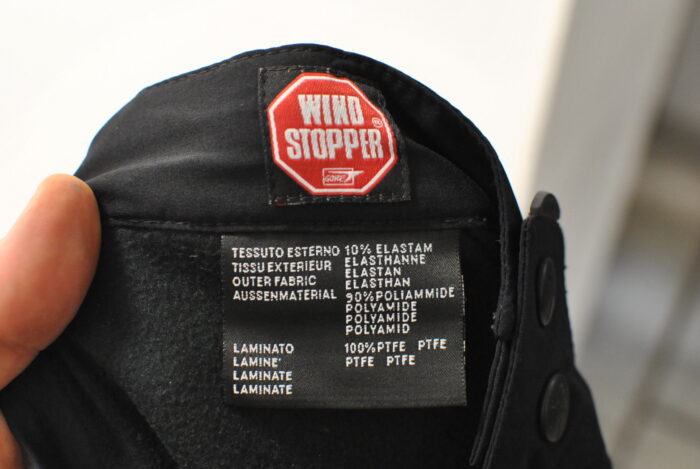 WIND
STOPPER®
GORE
TESSUTO ESTERNO 10% ELASTAM
TISSU EXTERIEUR ELASTHANNE
OUTER FABRIC ELASTAN
AUSSENMATERIAL ELASTHAN
90% POLIAMMIDE
POLYAMIDE
POLYAMIDE
POLYAMID
LAMINATO 100%PTFE PTFE
LAMINE' PTFE PTFE
LAMINATE
LAMINATE